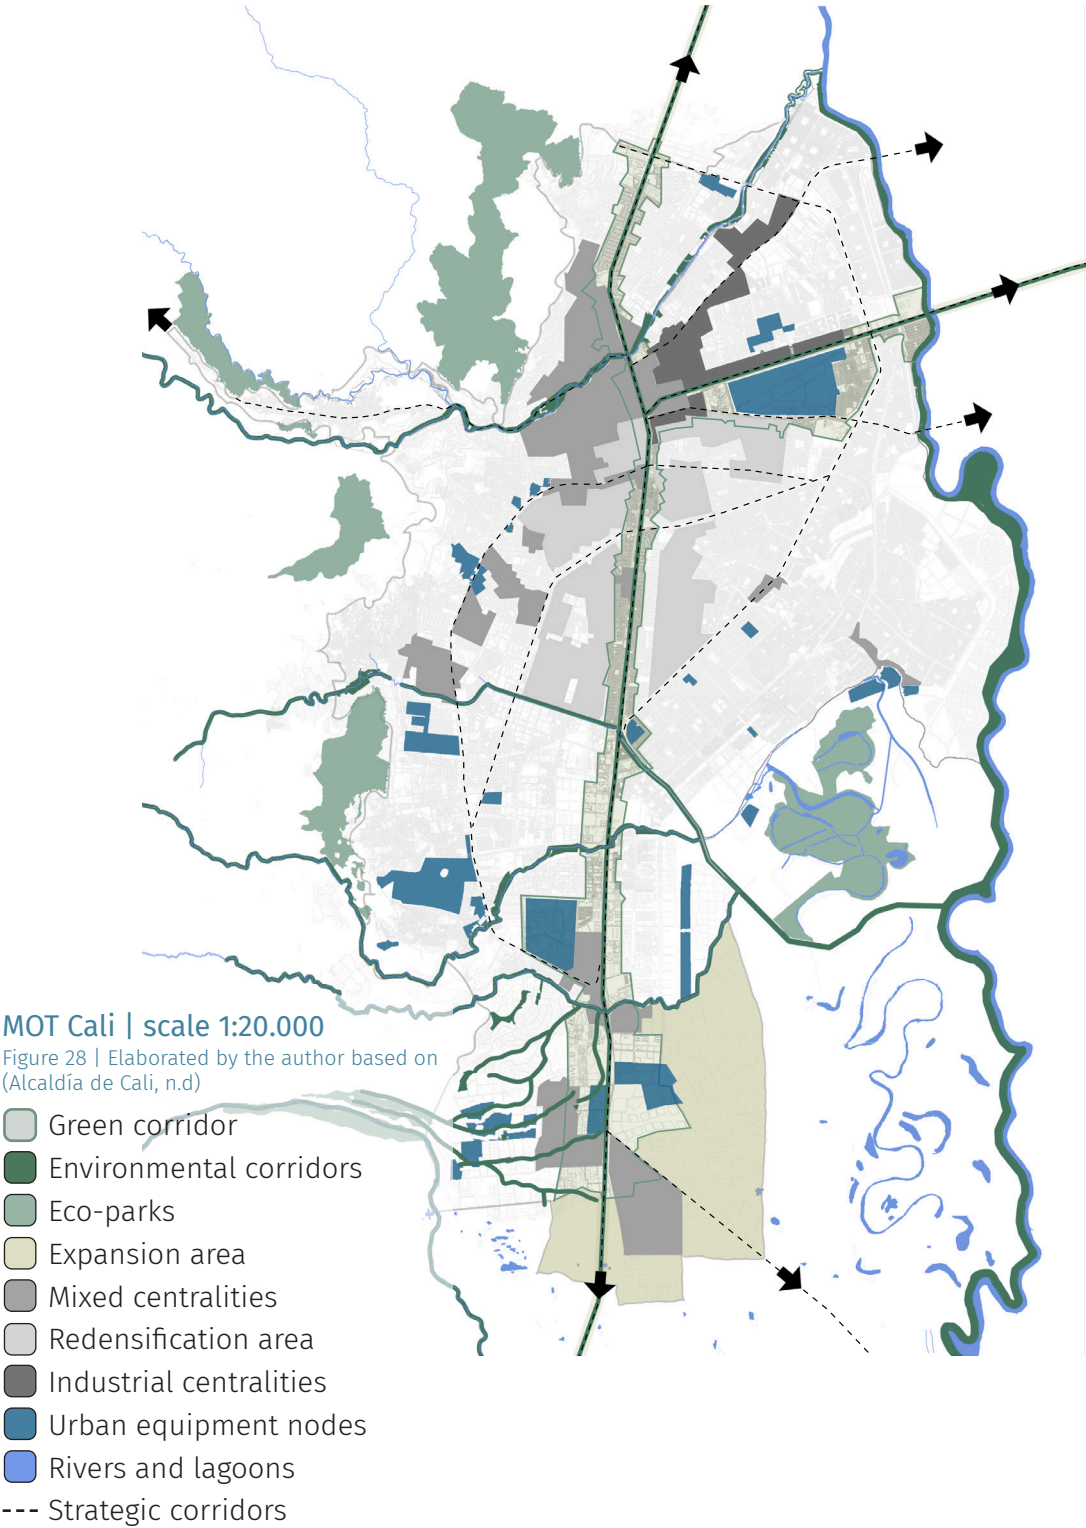 MOT Cali | scale 1:20.000
Figure 28 | Elaborated by the author based on
(Alcaldía de Cali, n.d)
Green corridor
Environmental corridors
Eco-parks
Expansion area
Mixed centralities
Redensification area
Industrial centralities
Urban equipment nodes
Rivers and lagoons
Strategic corridors